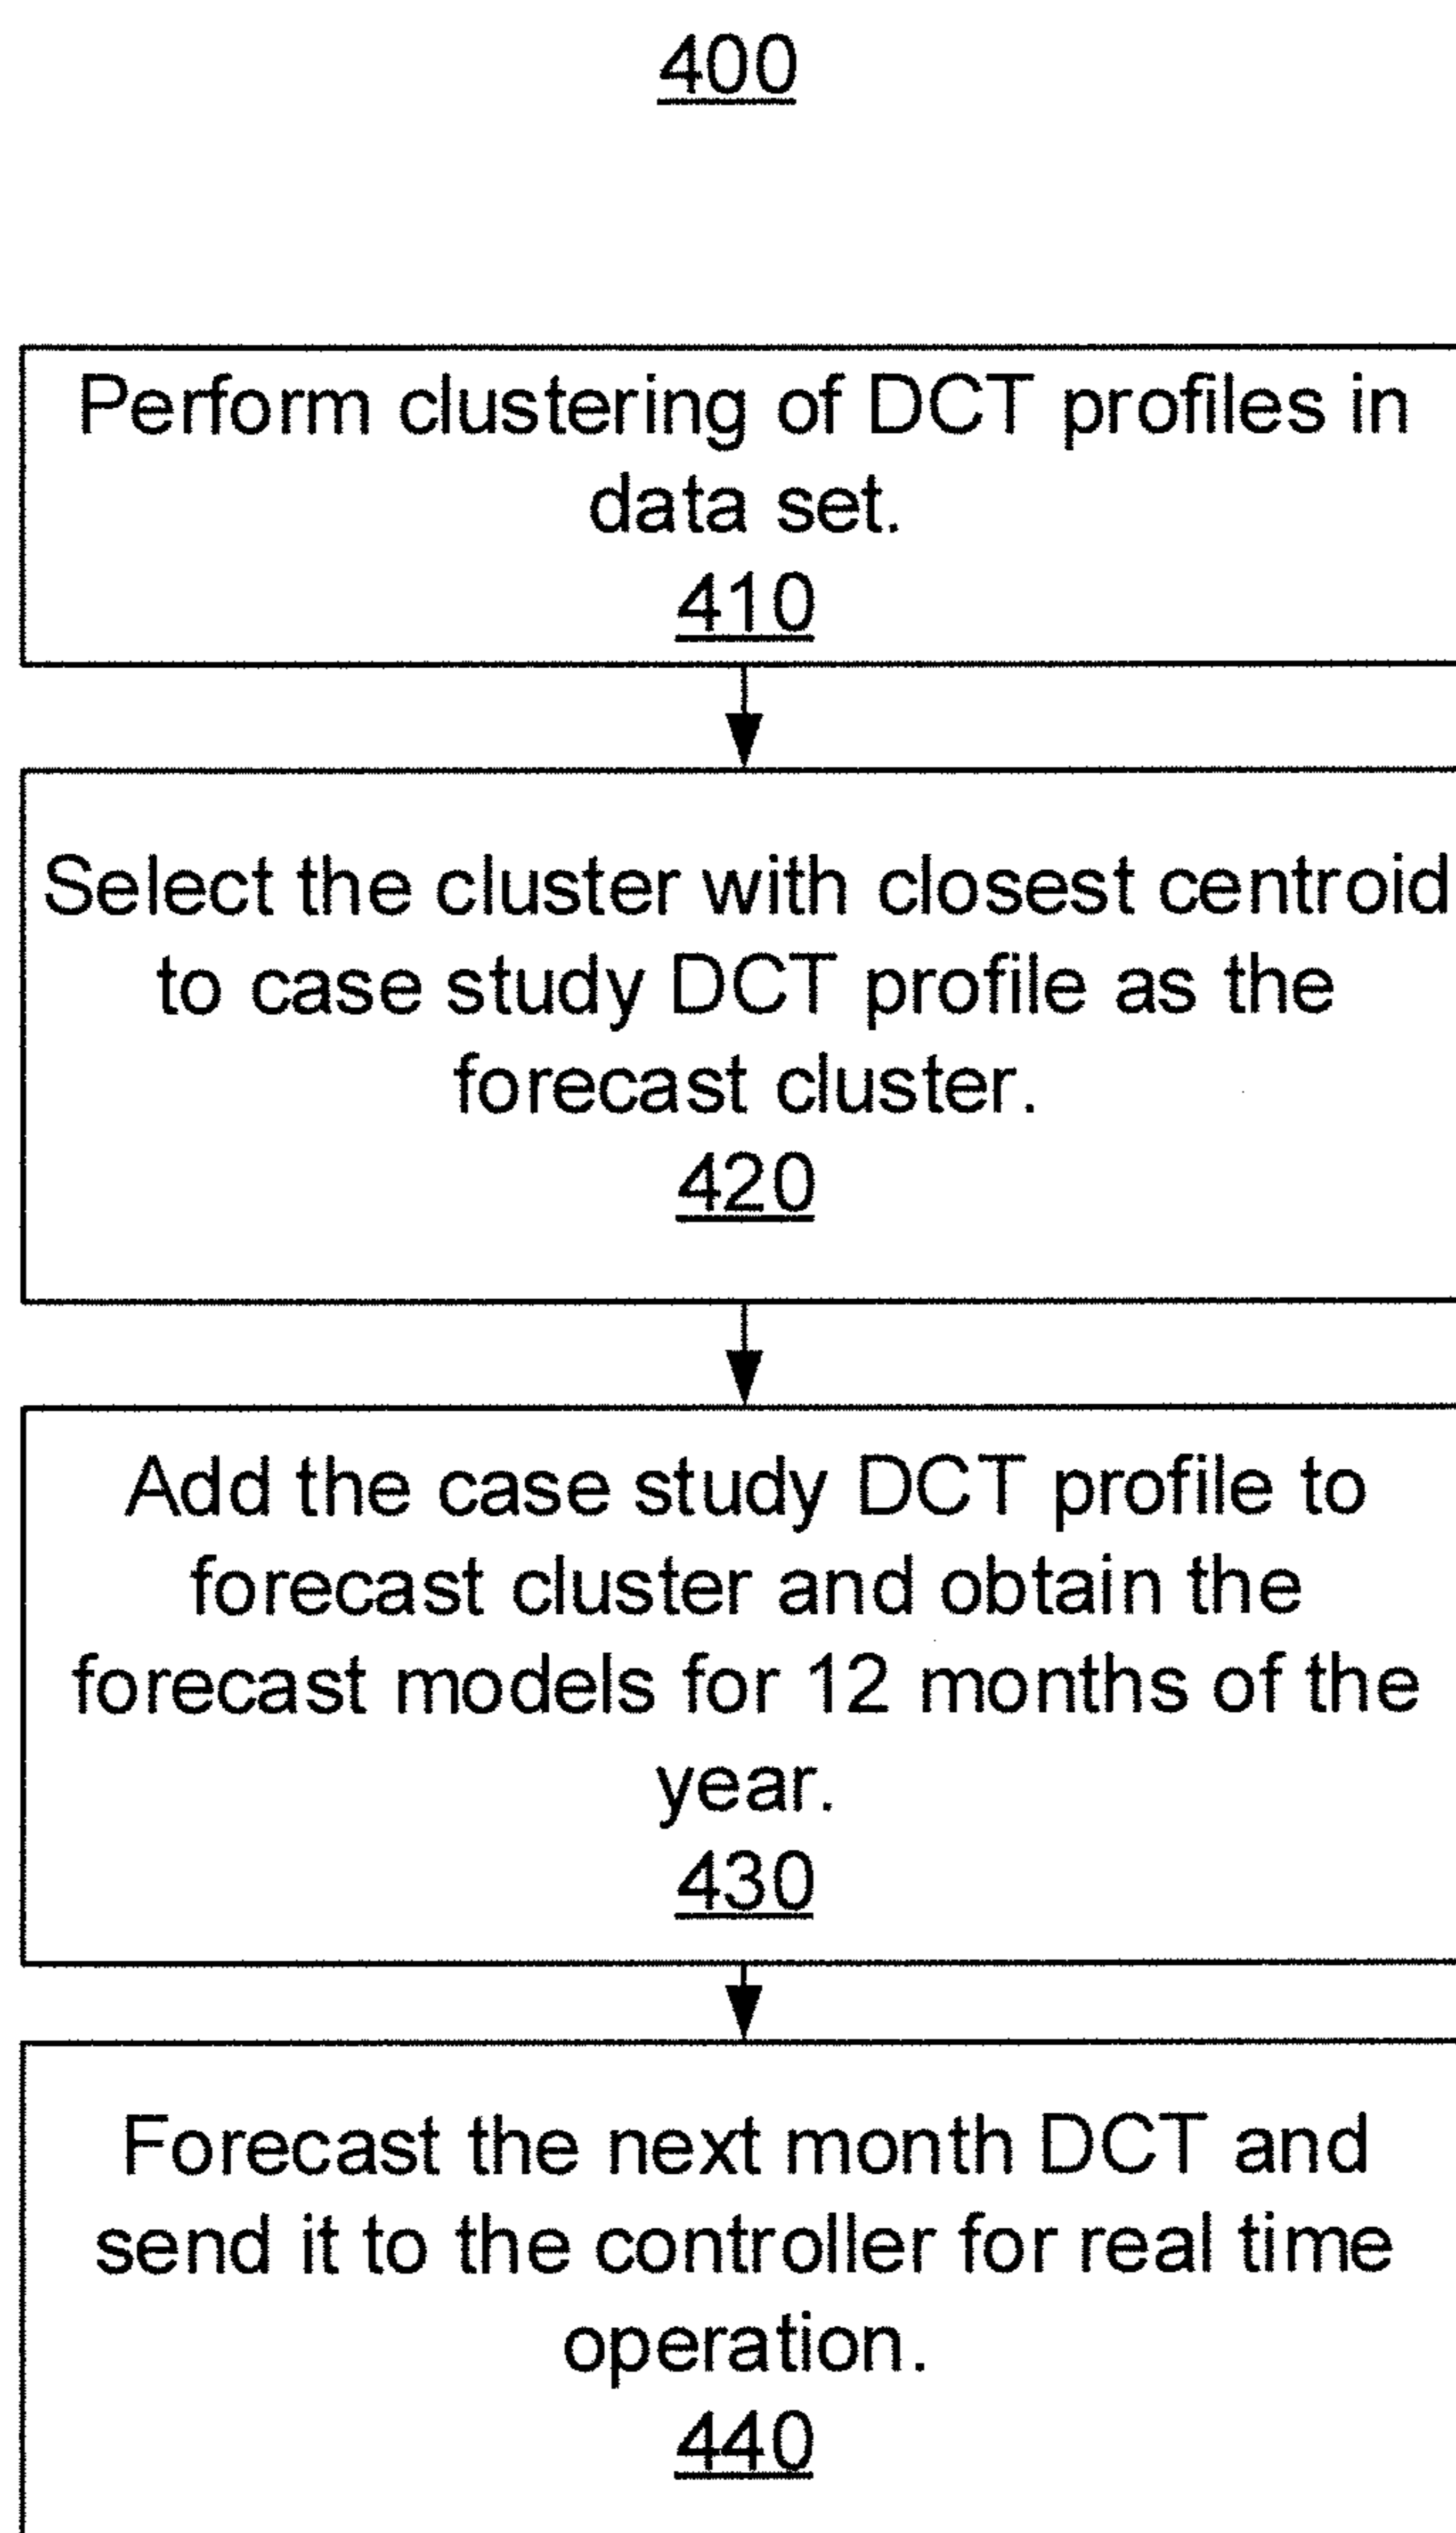 400
Perform clustering of DCT profiles in
data set.
410
Select the cluster with closest centroid
to case study DCT profile as the
forecast cluster.
420
Add the case study DCT profile to
forecast cluster and obtain the
forecast models for 12 months of the
year.
430
Forecast the next month DCT and
send it to the controller for real time
operation.
440